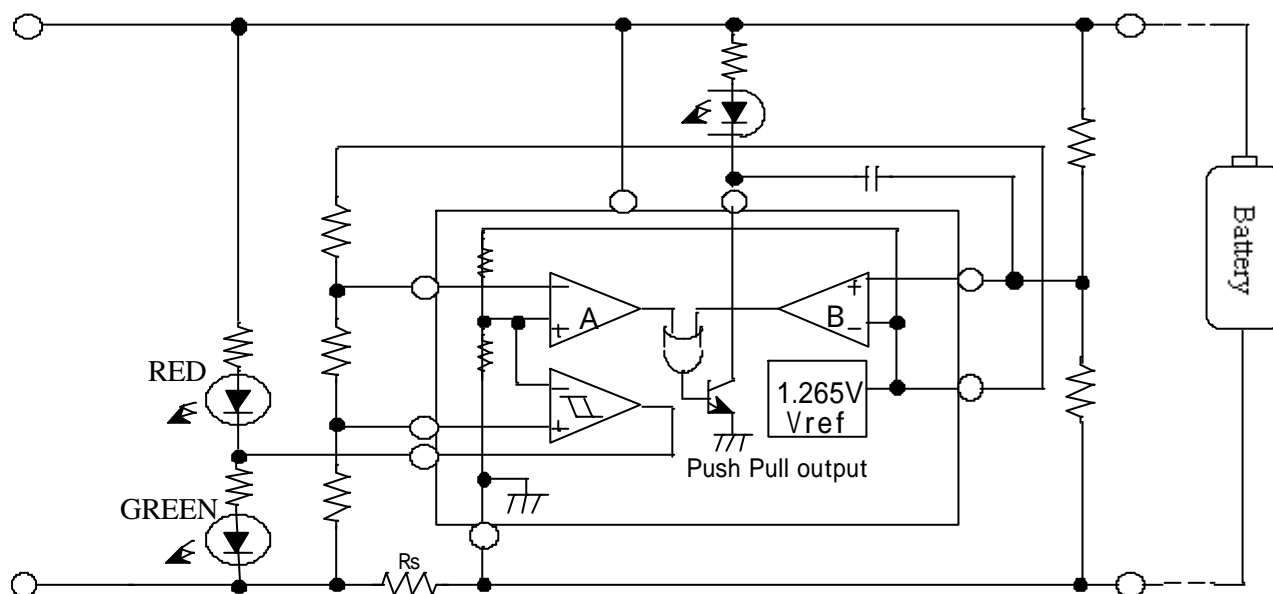 Battery
A
B
RED
1.265V
Vref
Push Pull output
GREEN
Rs